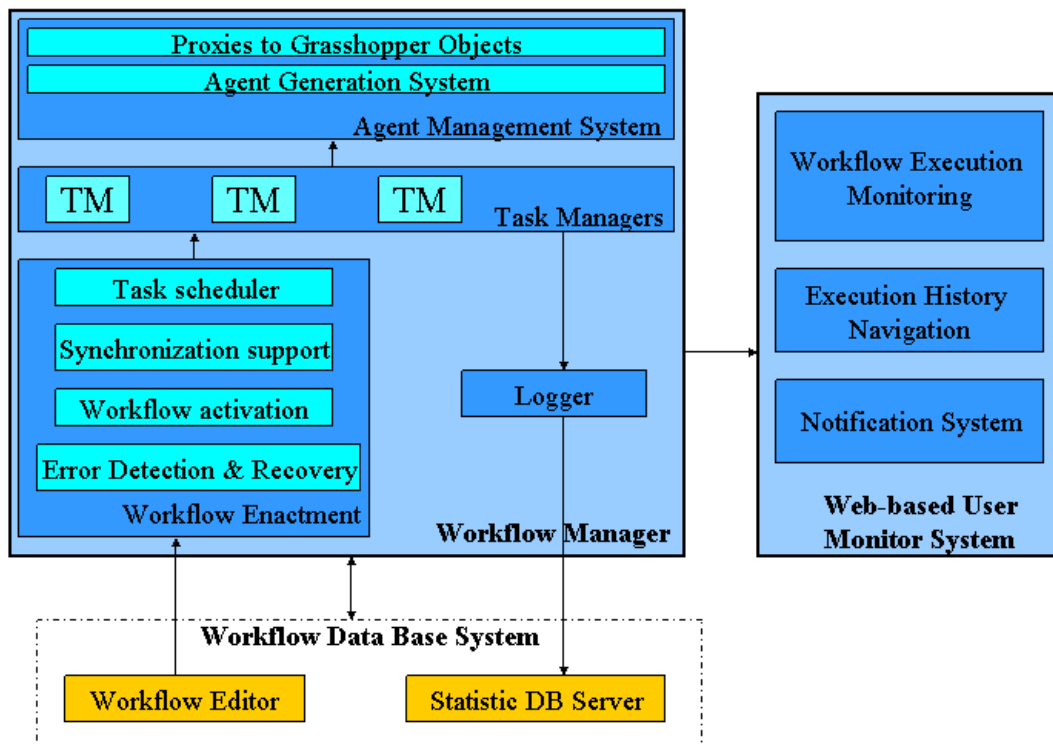 Proxies to Grasshopper Objects
Agent Generation System
Agent Management System
TM
TM
TM
Task Managers
Task scheduler
Synchronization support
Workflow activation
Error Detection & Recovery
Workflow Enactment
Logger
Workflow Manager
Workflow Execution
Monitoring
Execution History
Navigation
Notification System
Web-based User
Monitor System
Workflow Data Base System
Workflow Editor
Statistic DB Server